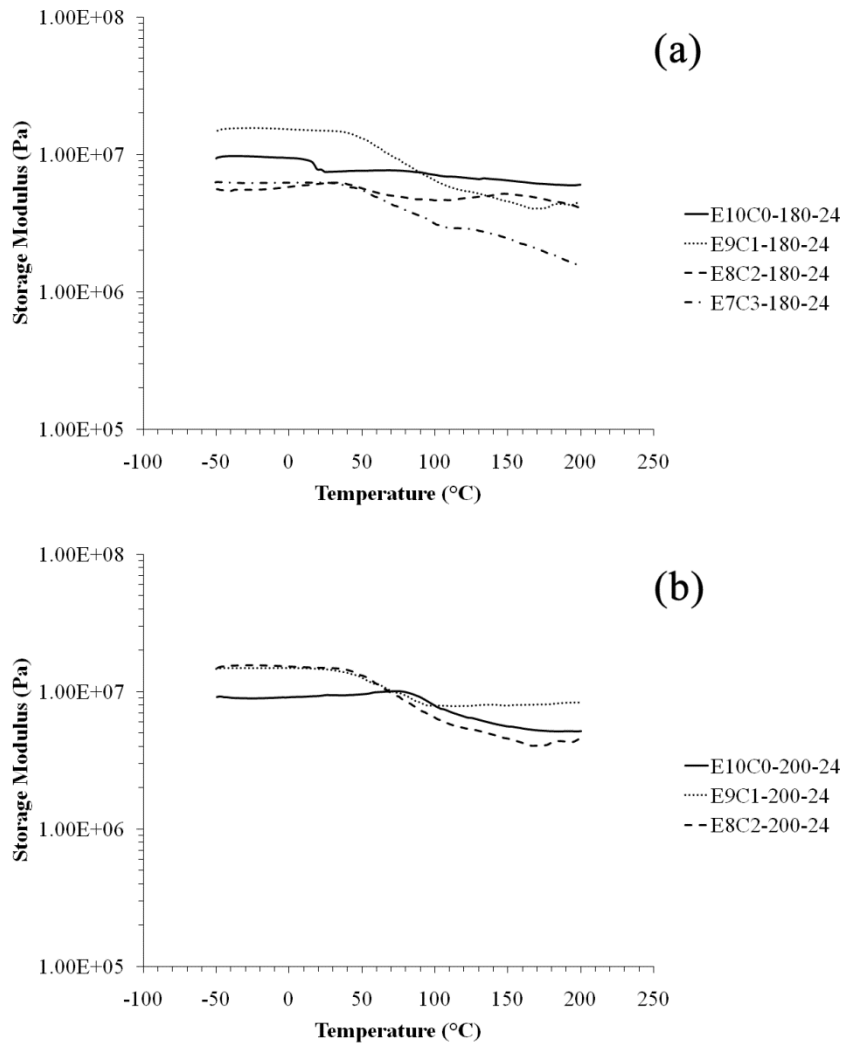 1.00E+08
(a)
1.00E+07
1.00E+06
1.00E+05
Storage Modulus (Pa)
-100 -50 0 50 100 150 200 250
Temperature (°C)
E10C0-180-24
E9C1-180-24
E8C2-180-24
E7C3-180-24
1.00E+08
(b)
1.00E+07
1.00E+06
1.00E+05
Storage Modulus (Pa)
-100 -50 0 50 100 150 200 250
Temperature (°C)
E10C0-200-24
E9C1-200-24
E8C2-200-24